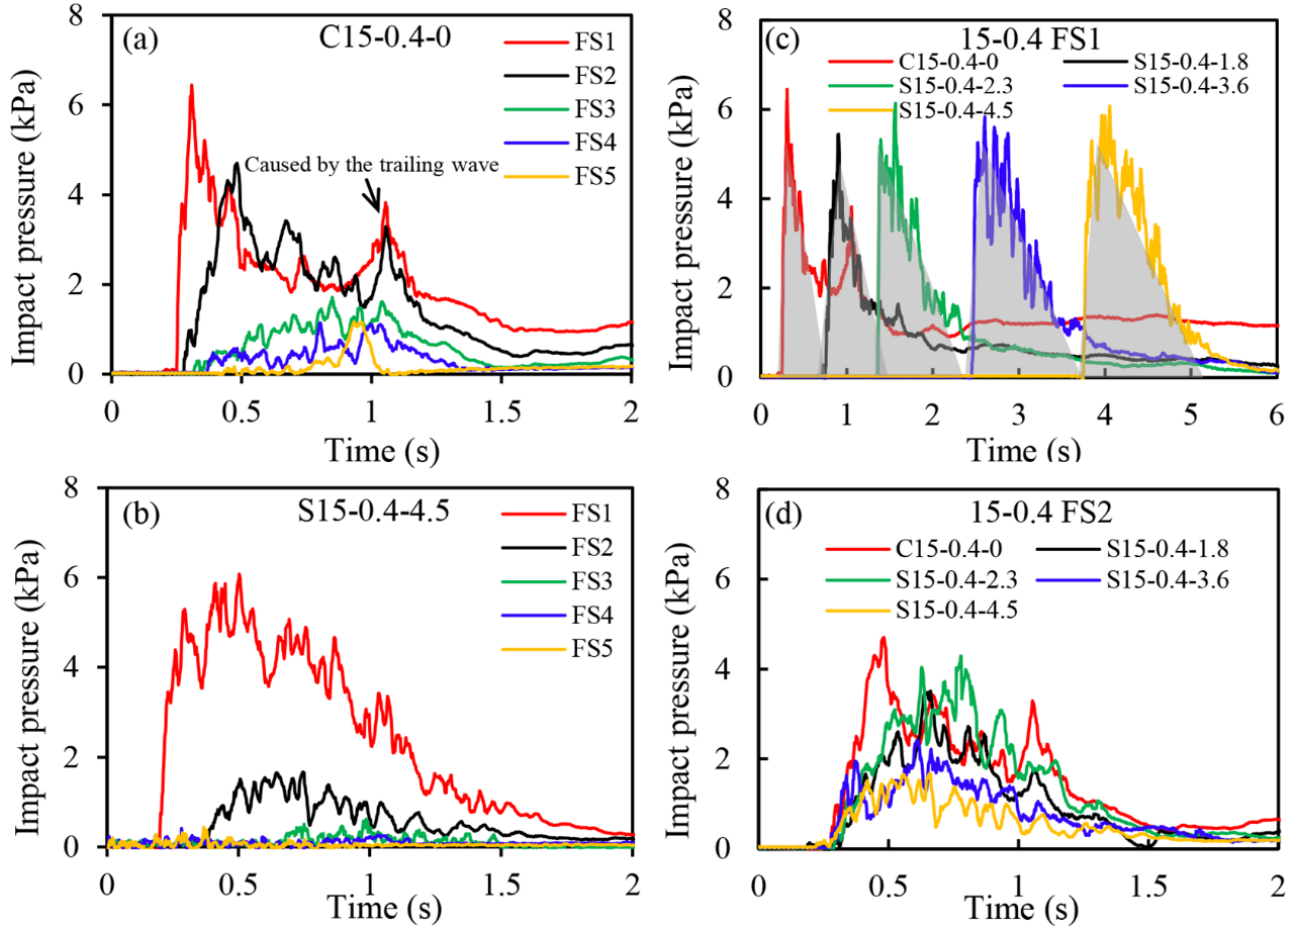 (a)
C15-0.4-0
FS1
FS2
FS3
FS4
FS5
Caused by the trailing wave
Impact pressure (kPa)
8
6
4
2
0
0 0.5 1 1.5 2
Time (s)
(c)
15-0.4 FS1
C15-0.4-0 S15-0.4-1.8
S15-0.4-2.3 S15-0.4-3.6
S15-0.4-4.5
Impact pressure (kPa)
8
6
4
2
0
0 1 2 3 4 5 6
Time (s)
(b)
S15-0.4-4.5
FS1
FS2
FS3
FS4
FS5
Impact pressure (kPa)
8
6
4
2
0
0 0.5 1 1.5 2
Time (s)
(d)
15-0.4 FS2
C15-0.4-0 S15-0.4-1.8
S15-0.4-2.3 S15-0.4-3.6
S15-0.4-4.5
Impact pressure (kPa)
8
6
4
2
0
0 0.5 1 1.5 2
Time (s)